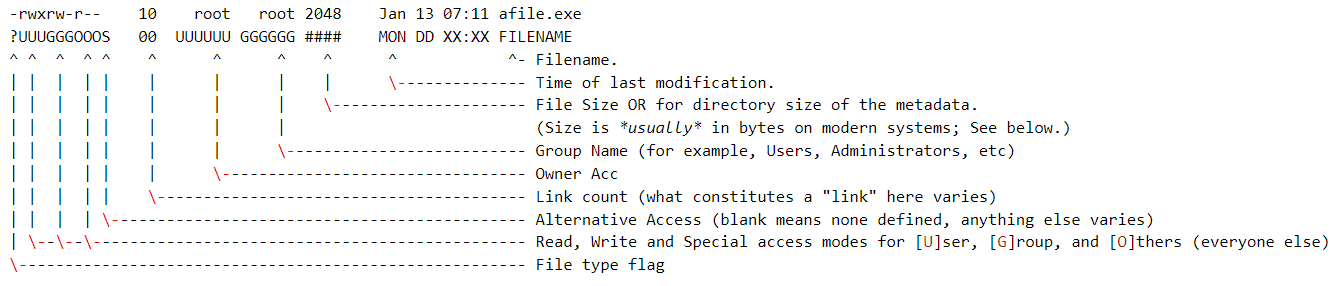 -rwxrw-r--    10    root   root 2048    Jan 13 07:11 afile.exe
?UUUGGGOOOS   00  UUUUUU GGGGGG ####    MON DD XX:XX FILENAME
^ ^  ^  ^ ^    ^      ^      ^    ^      ^            ^- Filename.
| |  |  | |    |      |      |    |      \-------------- Time of last modification.
| |  |  | |    |      |      |    \--------------------- File Size OR for directory size of the metadata.
| |  |  | |    |      |      |                           (Size is *usually* in bytes on modern systems; See below.)
| |  |  | |    |      |      \-------------------------- Group Name (for example, Users, Administrators, etc)
| |  |  | |    |      \--------------------------------- Owner Acc
| |  |  | |    \---------------------------------------- Link count (what constitutes a "link" here varies)
| |  |  | \--------------------------------------------- Alternative Access (blank means none defined, anything else varies)
| \--\--\----------------------------------------------- Read, Write and Special access modes for [U]ser, [G]roup, and [O]thers (everyone else)
\------------------------------------------------------- File type flag